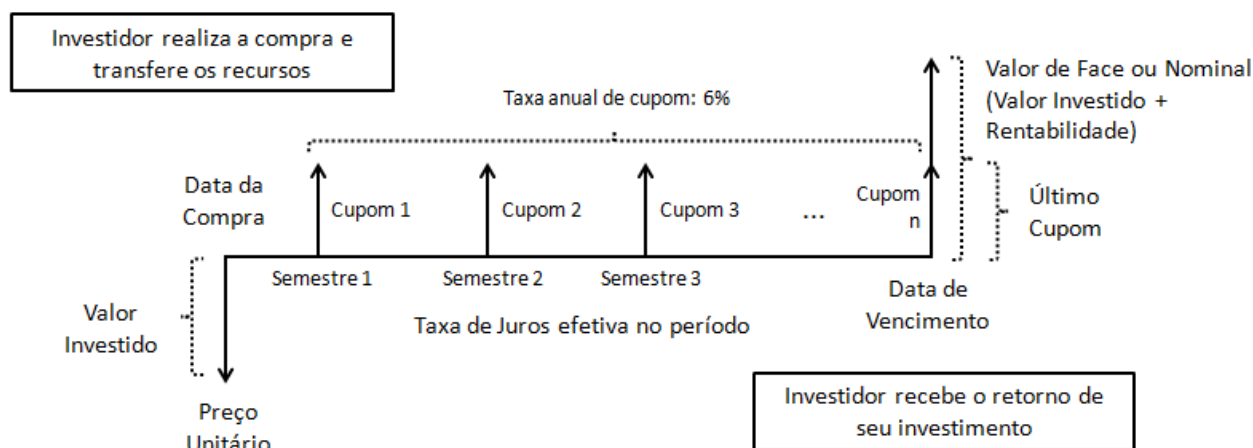 Investidor realiza a compra e
transfere os recursos
Taxa anual de cupom: 6%
Valor de Face ou Nominal
(Valor Investido +
Rentabilidade)
Data da
Compra
Cupom 1
Cupom 2
Cupom 3
...
Cupom
n
Último
Cupom
Semestre 1
Semestre 2
Semestre 3
Data de
Vencimento
Valor
Investido
Taxa de Juros efetiva no período
Preço
Unitário
Investidor recebe o retorno de
seu investimento